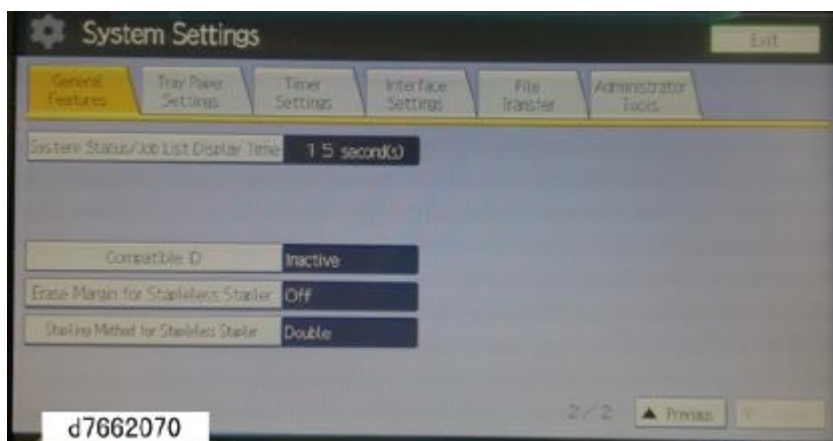 System Settings
Exit
General
Features
Tray Paper
Settings
Timer
Settings
Interface
Settings
File
Transfer
Administrator
Tools
System Status/Job List Display Time
15 second(s)
Compatible ID
Inactive
Erase Margin for Stapleless Stapler
Off
Stapling Method for Stapleless Stapler
Double
2/2
▲ Previous
d7662070